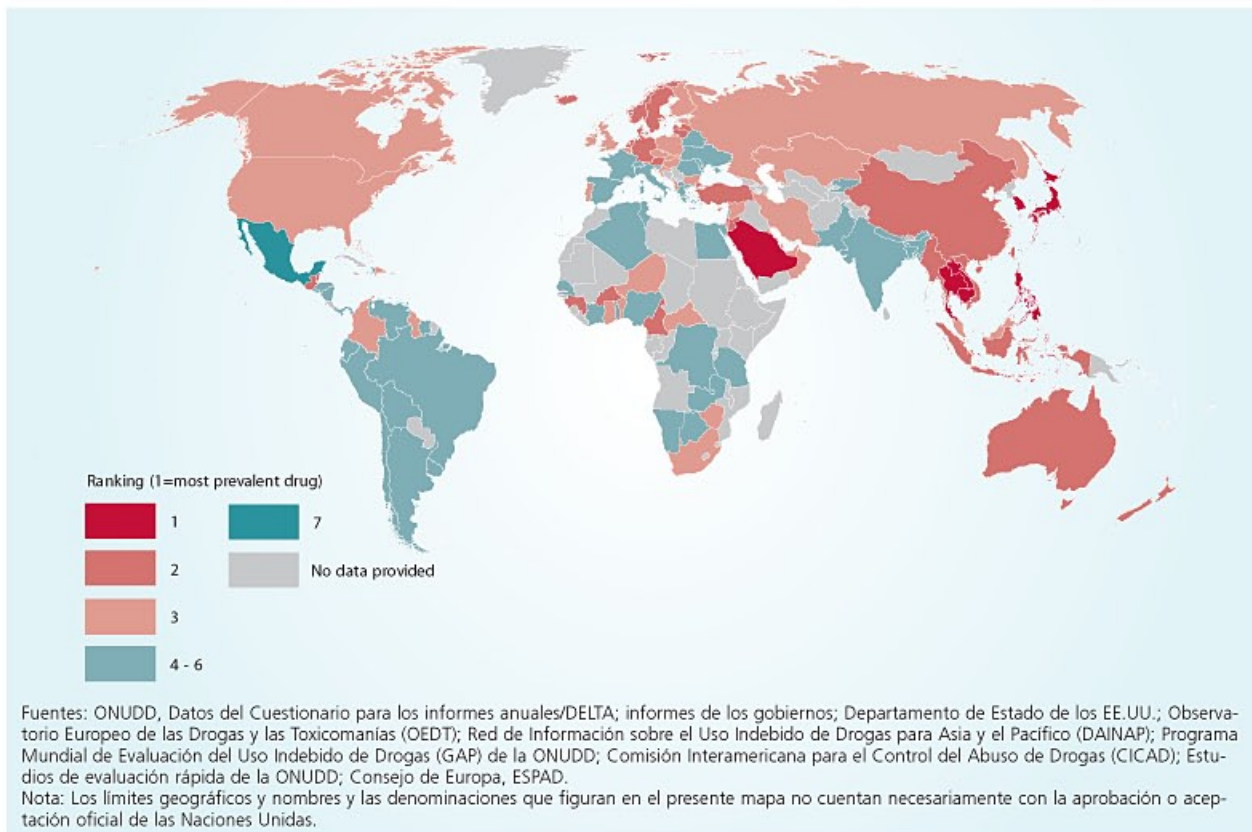 Ranking (1=most prevalent drug)
1
7
2
No data provided
3
4 - 6
Fuentes: ONUDD, Datos del Cuestionario para los informes anuales/DELTA; informes de los gobiernos; Departamento de Estado de los EE.UU.; Observa-
torio Europeo de las Drogas y las Toxicomanías (OEDT); Red de Información sobre el Uso Indebido de Drogas para Asia y el Pacífico (DAINAP); Programa
Mundial de Evaluación del Uso Indebido de Drogas (GAP) de la ONUDD; Comisión Interamericana para el Control del Abuso de Drogas (CICAD); Estu-
dios de evaluación rápida de la ONUDD; Consejo de Europa, ESPAD.
Nota: Los límites geográficos y nombres y las denominaciones que figuran en el presente mapa no cuentan necesariamente con la aprobación o acep-
tación oficial de las Naciones Unidas.